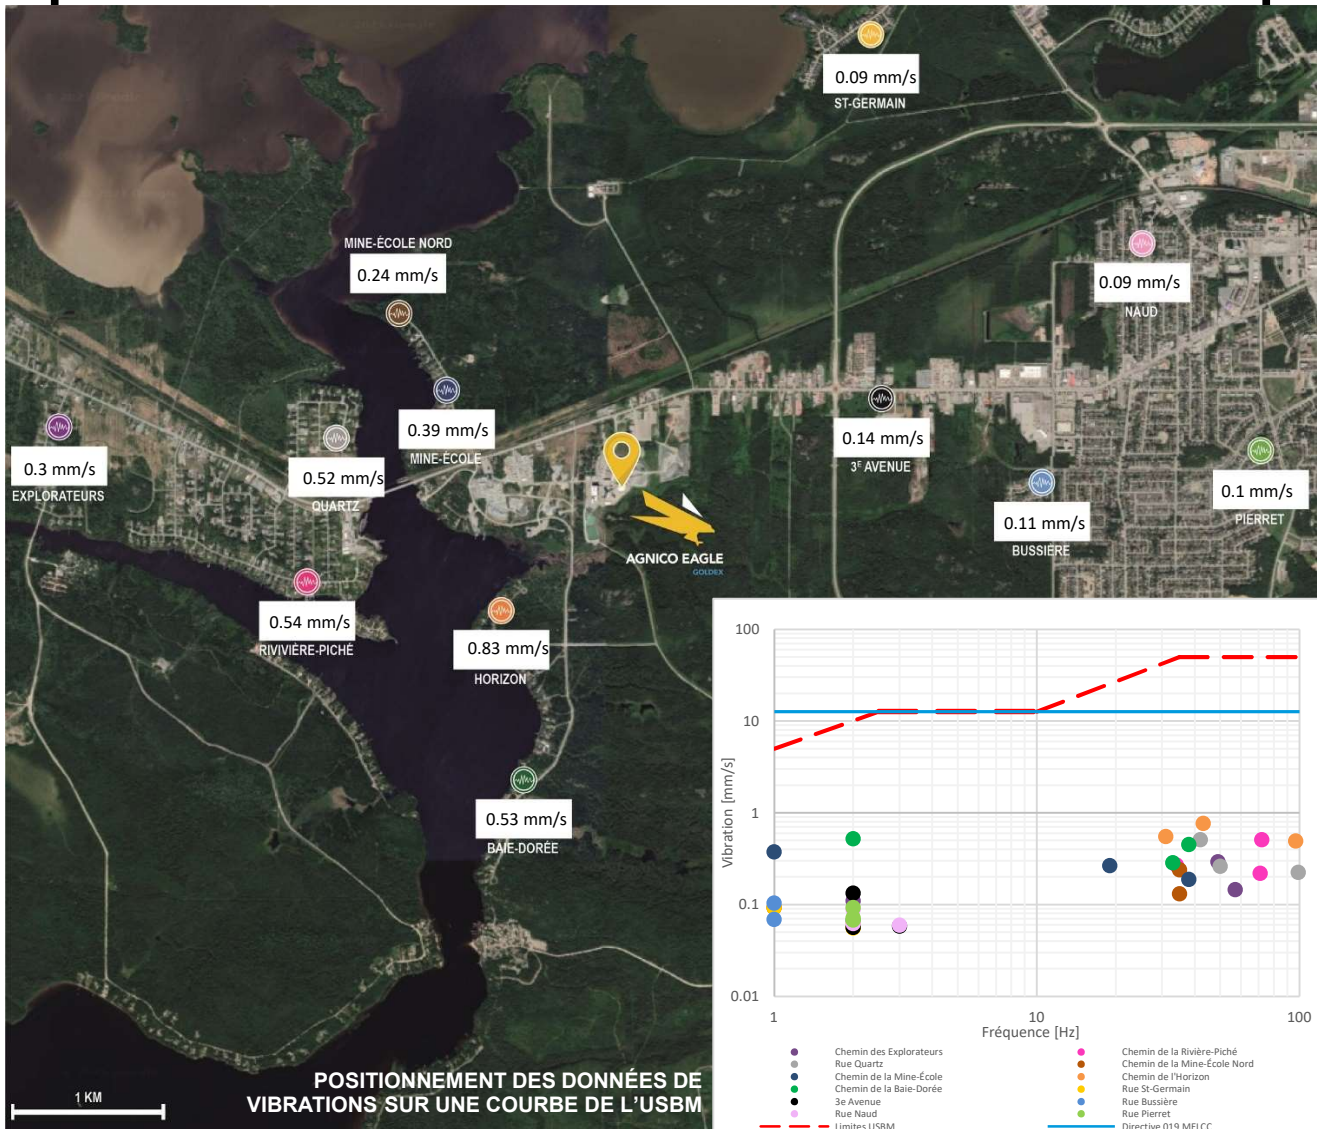 0.09 mm/s
ST-GERMAIN
MINE-ÉCOLE NORD
0.24 mm/s
0.09 mm/s
NAUD
0.39 mm/s
MINE-ÉCOLE
0.3 mm/s
EXPLORATEURS
0.52 mm/s
QUARTZ
0.14 mm/s
3E AVENUE
0.1 mm/s
PIERRET
0.11 mm/s
BUSSIÈRE
AGNICO EAGLE
GOLDEX
0.54 mm/s
RIVIVIÈRE-PICHÉ
0.83 mm/s
HORIZON
0.53 mm/s
BAIE-DORÉE
100
10
1
0.1
0.01
Vibration [mm/s]
1
10
100
Fréquence [Hz]
Chemin des Explorateurs
Chemin de la Rivière-Piché
Rue Quartz
Chemin de la Mine-École Nord
Chemin de la Mine-École
Chemin de l'Horizon
Chemin de la Baie-Dorée
Rue St-Germain
3e Avenue
Rue Bussière
Rue Naud
Rue Pierret
Limites USBM
Directive 019 MELCC
1 KM
POSITIONNEMENT DES DONNÉES DE
VIBRATIONS SUR UNE COURBE DE L'USBM